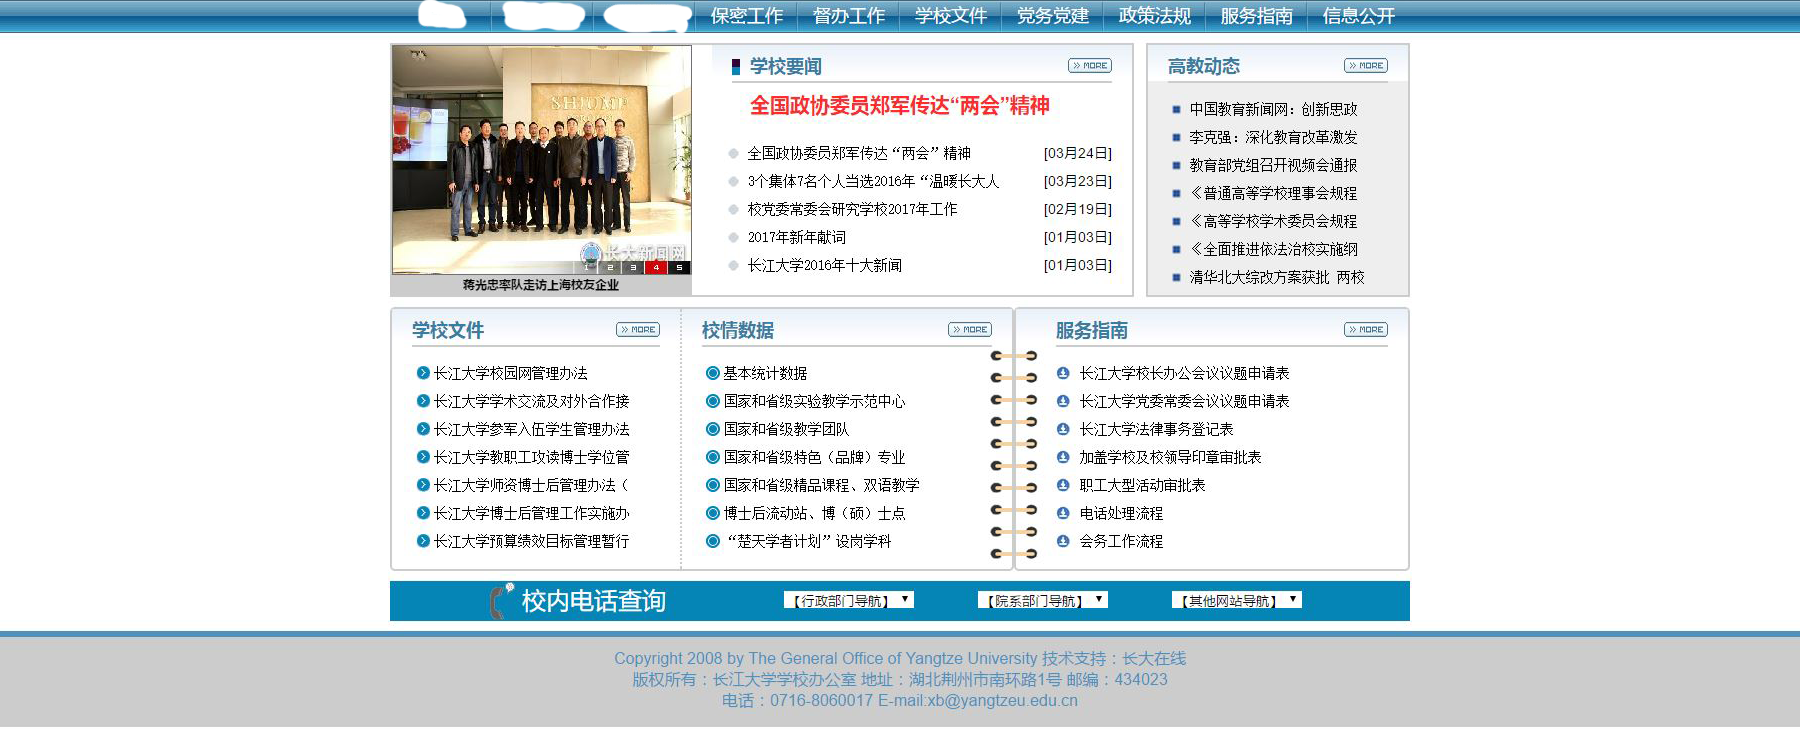 保密工作 督办工作 学校文件 党务党建 政策法规 服务指南 信息公开
SHIUMP
长大新闻网
1 2 3 4 5
蒋光忠率队走访上海校友企业
学校要闻 MORE
全国政协委员郑军传达“两会”精神
全国政协委员郑军传达“两会”精神 [03月24日]
3个集体7名个人当选2016年“温暖长大人 [03月23日]
校党委常委会研究学校2017年工作 [02月19日]
2017年新年献词 [01月03日]
长江大学2016年十大新闻 [01月03日]
高教动态 MORE
中国教育新闻网：创新思政
李克强：深化教育改革激发
教育部党组召开视频会通报
《普通高等学校理事会规程
《高等学校学术委员会规程
《全面推进依法治校实施纲
清华北大综改方案获批 两校
学校文件 MORE
长江大学校园网管理办法
长江大学学术交流及对外合作接
长江大学参军入伍学生管理办法
长江大学教职工攻读博士学位管
长江大学师资博士后管理办法（
长江大学博士后管理工作实施办
长江大学预算绩效目标管理暂行
校情数据 MORE
基本统计数据
国家和省级实验教学示范中心
国家和省级教学团队
国家和省级特色（品牌）专业
国家和省级精品课程、双语教学
博士后流动站、博（硕）士点
“楚天学者计划”设岗学科
服务指南 MORE
长江大学校长办公会议议题申请表
长江大学党委常委会议议题申请表
长江大学法律事务登记表
加盖学校及校领导印章审批表
职工大型活动审批表
电话处理流程
会务工作流程
校内电话查询 【行政部门导航】 【院系部门导航】 【其他网站导航】
Copyright 2008 by The General Office of Yangtze University 技术支持：长大在线
版权所有：长江大学学校办公室 地址：湖北荆州市南环路1号 邮编：434023
电话：0716-8060017 E-mail:xb@yangtzeu.edu.cn